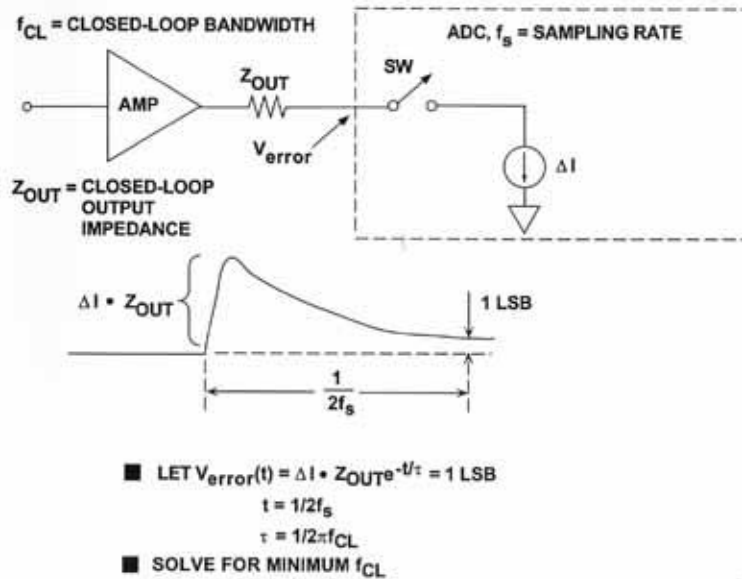 f_CL = CLOSED-LOOP BANDWIDTH
ADC, f_s = SAMPLING RATE
SW
Z_OUT
AMP
V_error
ΔI
Z_OUT = CLOSED-LOOP
OUTPUT
IMPEDANCE
ΔI • Z_OUT
1 LSB
1
2f_s
■ LET V_error(t) = ΔI • Z_OUT e^-t/τ = 1 LSB
t = 1/2f_s
τ = 1/2πf_CL
■ SOLVE FOR MINIMUM f_CL